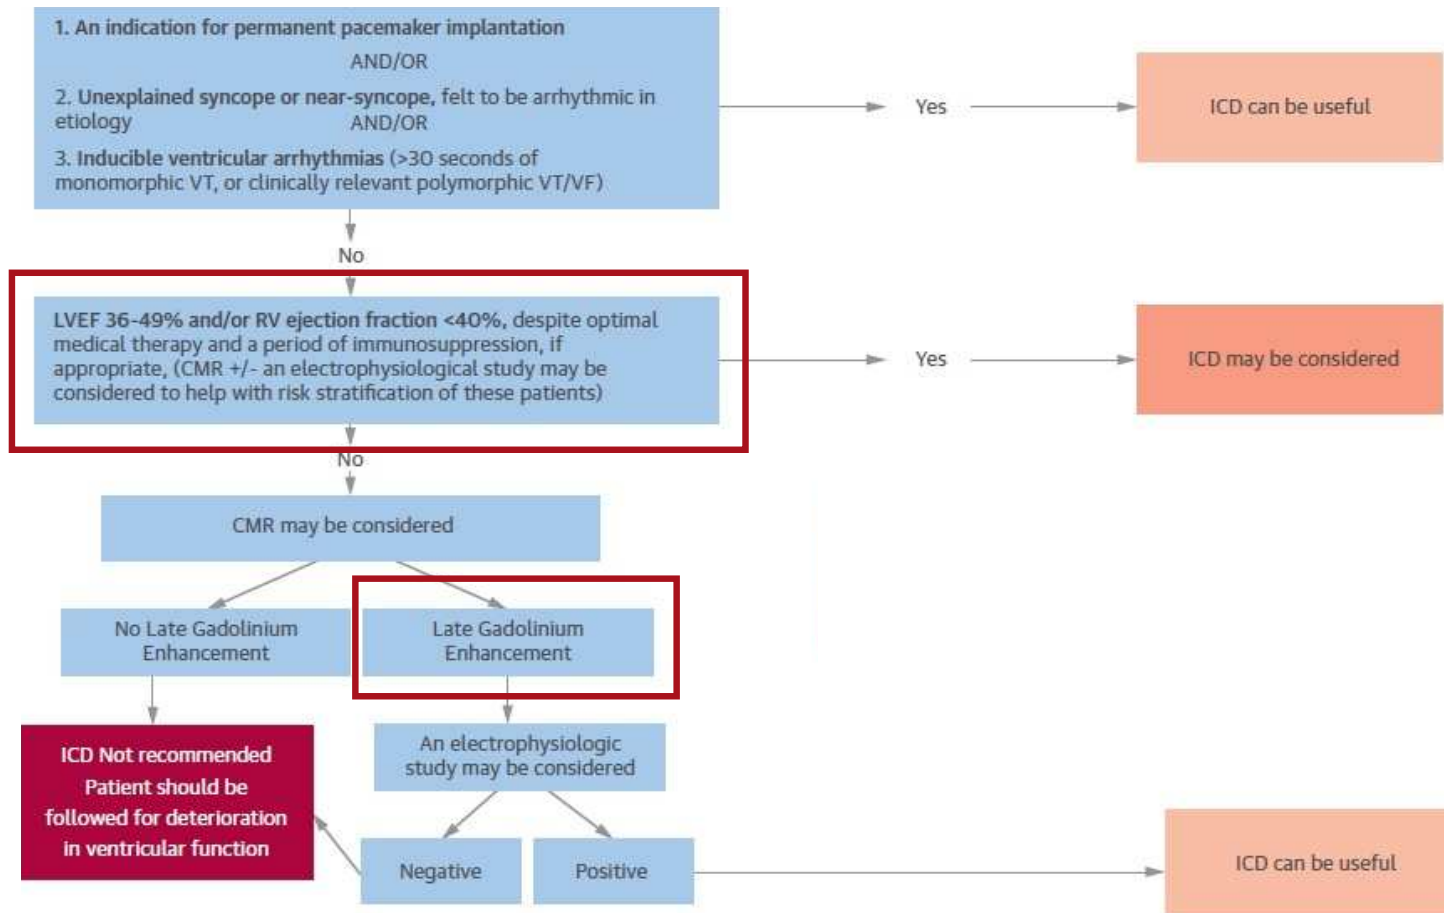 1. An indication for permanent pacemaker implantation
AND/OR
2. Unexplained syncope or near-syncope, felt to be arrhythmic in
etiology
AND/OR
3. Inducible ventricular arrhythmias (>30 seconds of
monomorphic VT, or clinically relevant polymorphic VT/VF)
Yes
ICD can be useful
No
LVEF 36-49% and/or RV ejection fraction <40%, despite optimal
medical therapy and a period of immunosuppression, if
appropriate, (CMR +/- an electrophysiological study may be
considered to help with risk stratification of these patients)
Yes
ICD may be considered
No
CMR may be considered
No Late Gadolinium
Enhancement
Late Gadolinium
Enhancement
ICD Not recommended
Patient should be
followed for deterioration
in ventricular function
An electrophysiologic
study may be considered
Negative
Positive
ICD can be useful